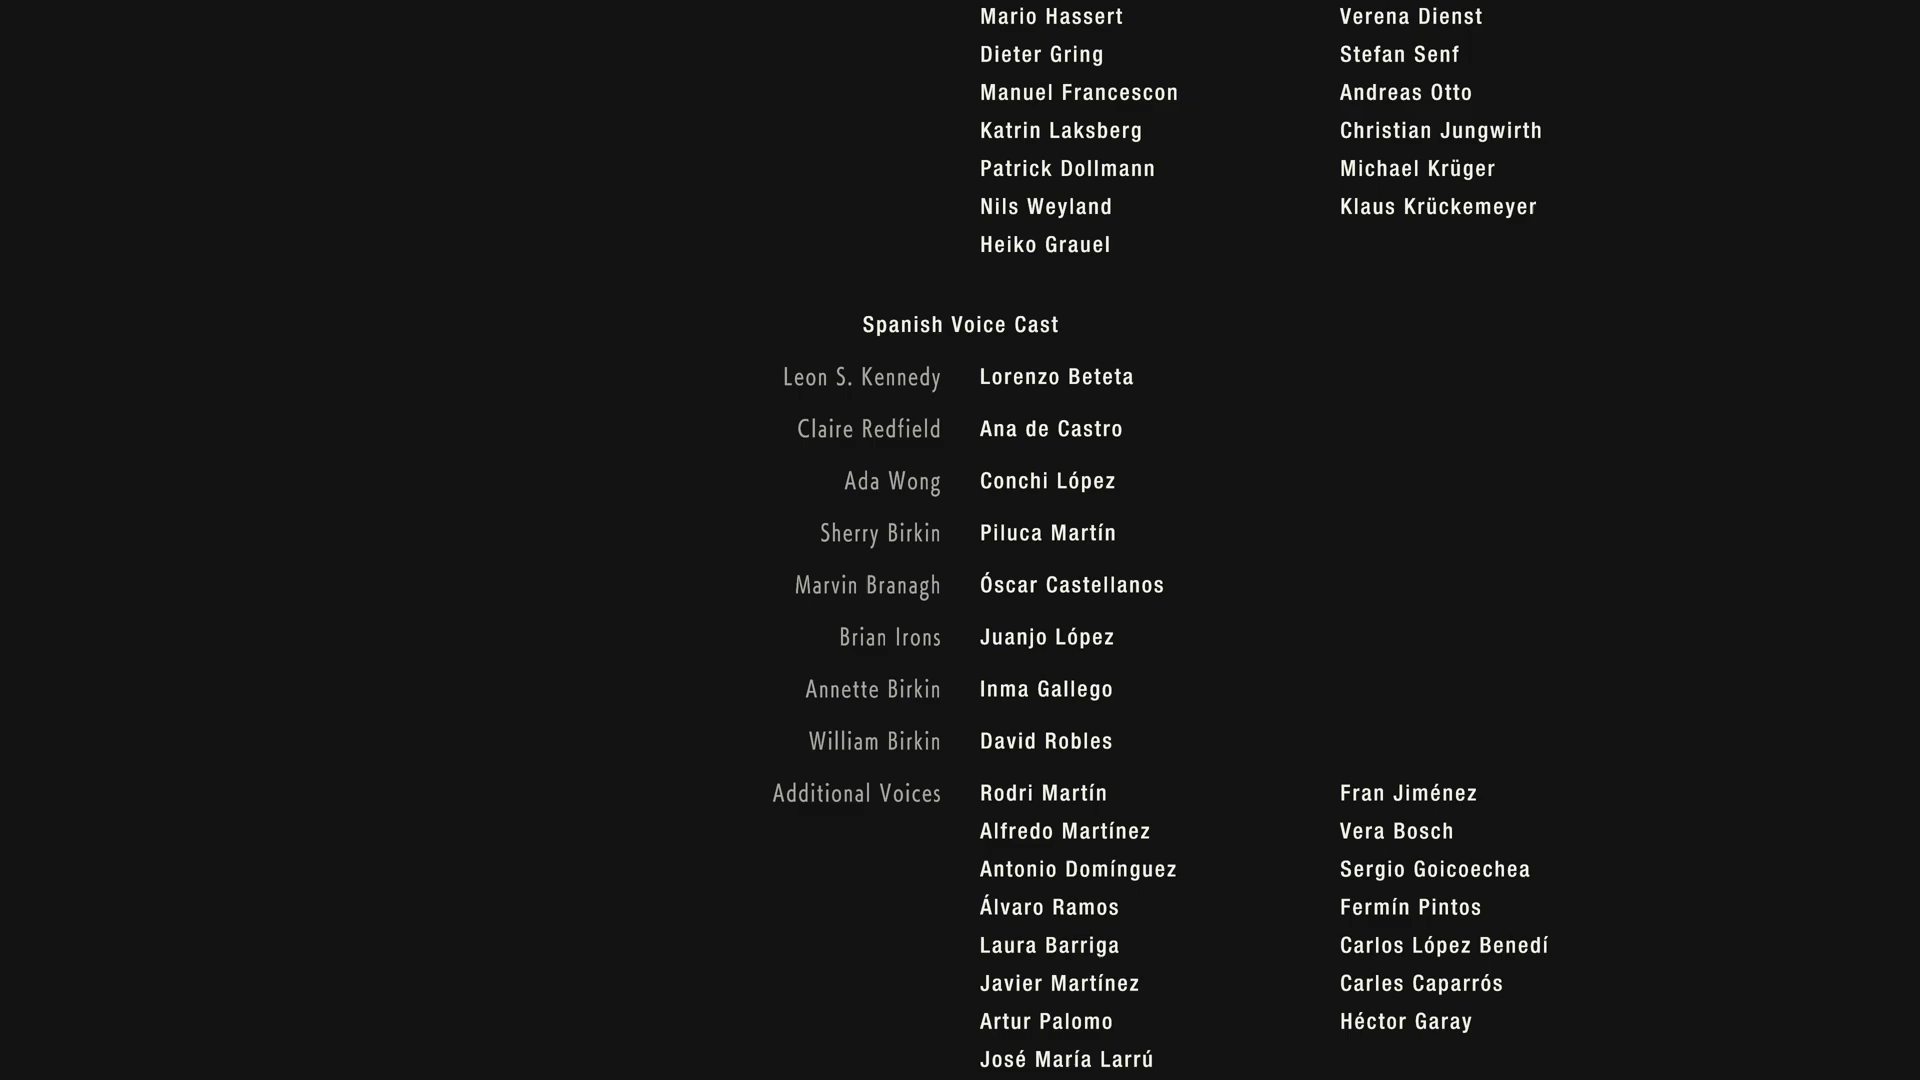 Mario Hassert Verena Dienst
Dieter Gring Stefan Senf
Manuel Francescon Andreas Otto
Katrin Laksberg Christian Jungwirth
Patrick Dollmann Michael Krüger
Nils Weyland Klaus Krückemeyer
Heiko Grauel
Spanish Voice Cast
Leon S. Kennedy Lorenzo Beteta
Claire Redfield Ana de Castro
Ada Wong Conchi López
Sherry Birkin Piluca Martín
Marvin Branagh Óscar Castellanos
Brian Irons Juanjo López
Annette Birkin Inma Gallego
William Birkin David Robles
Additional Voices Rodri Martín Fran Jiménez
Alfredo Martínez Vera Bosch
Antonio Domínguez Sergio Goicoechea
Álvaro Ramos Fermín Pintos
Laura Barriga Carlos López Benedí
Javier Martínez Carles Caparrós
Artur Palomo Héctor Garay
José María Larrú